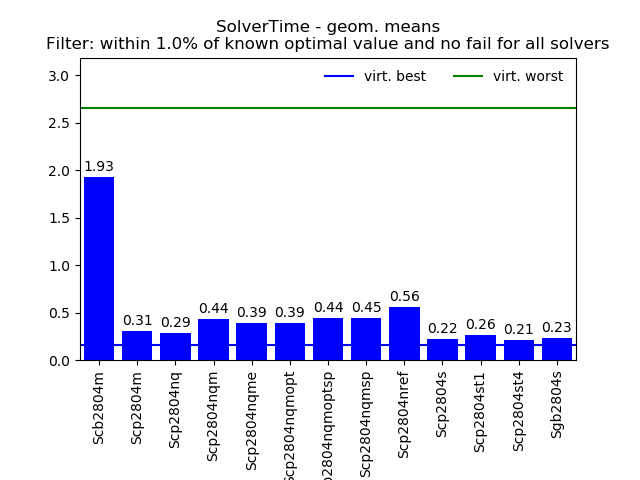 SolverTime - geom. means
Filter: within 1.0% of known optimal value and no fail for all solvers
virt. best
virt. worst
3.0
2.5
2.0
1.5
1.0
0.5
0.0
1.93
0.31
0.29
0.44
0.39
0.39
0.44
0.45
0.56
0.22
0.26
0.21
0.23
Scb2804m
Scp2804m
Scp2804nq
Scp2804nqm
Scp2804nqme
Scp2804nqmopt
p2804nqmoptsp
Scp2804nqmsp
Scp2804nref
Scp2804s
Scp2804st1
Scp2804st4
Sgb2804s